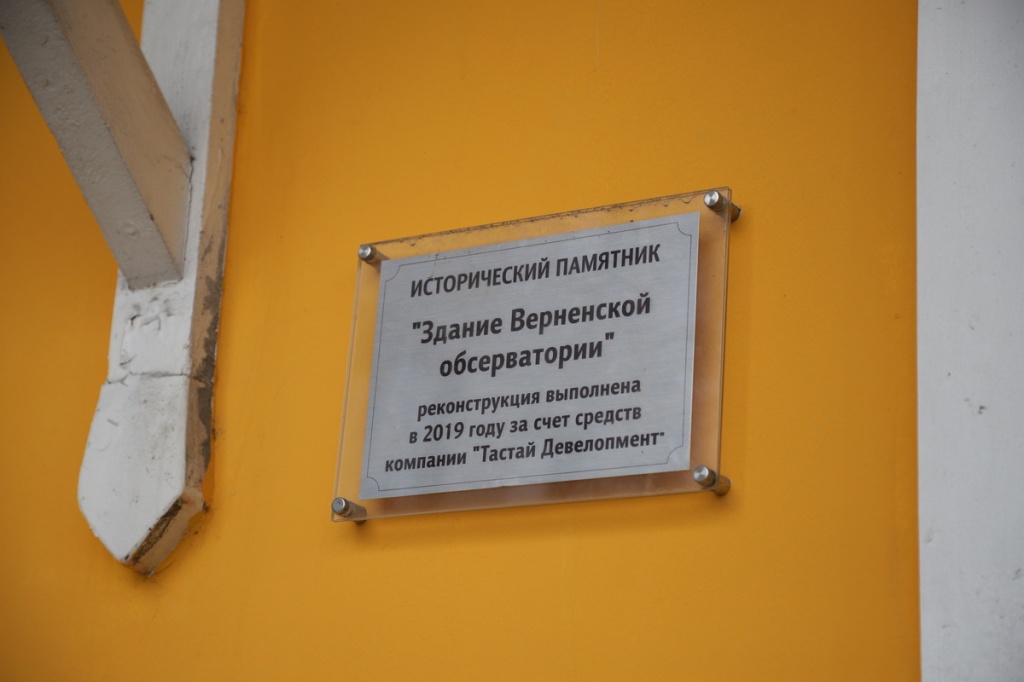 ИСТОРИЧЕСКИЙ ПАМЯТНИК
"Здание Верненской
обсерватории"
реконструкция выполнена
в 2019 году за счет средств
компании "Тастай Девелопмент"